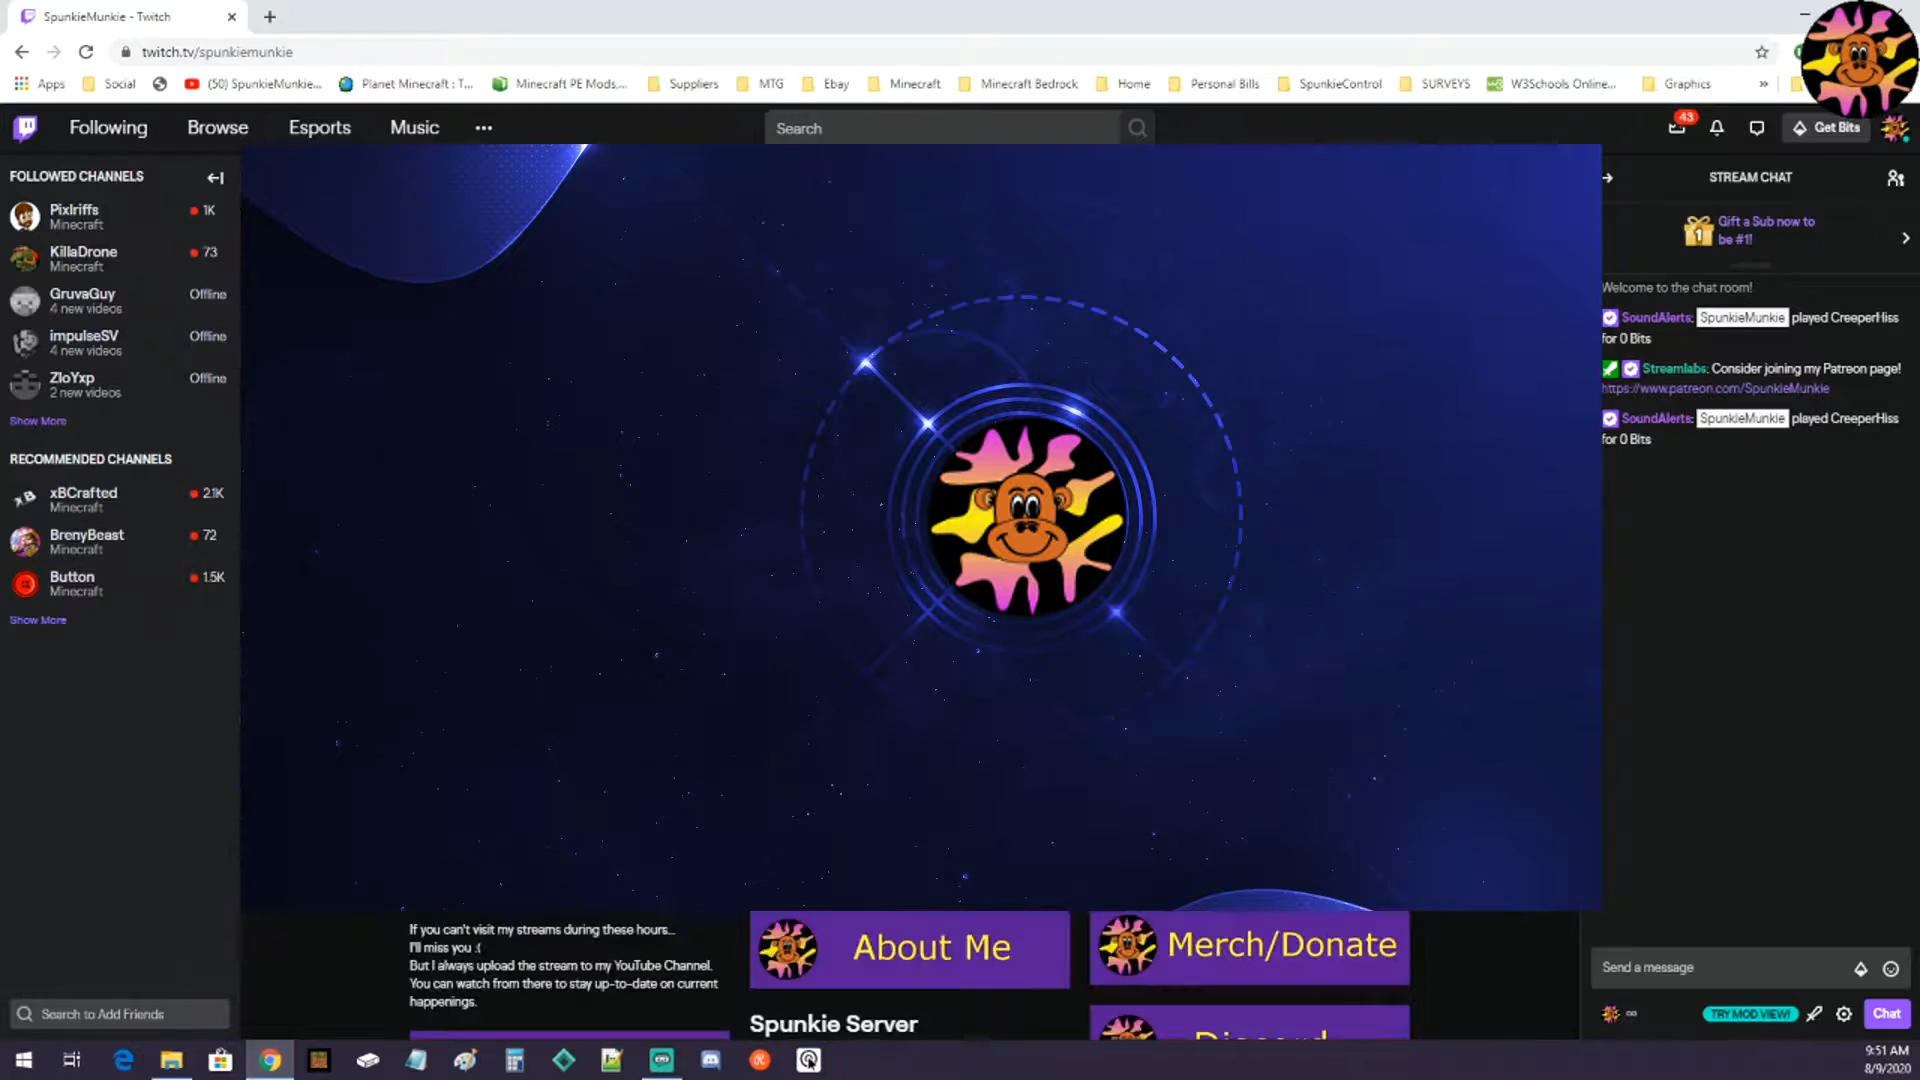 SpunkieMunkie - Twitch
twitch.tv/spunkiemunkie
Apps Social (50) SpunkieMunkie... Planet Minecraft : T... Minecraft PE Mods,... Suppliers MTG Ebay Minecraft Minecraft Bedrock Home Personal Bills SpunkieControl SURVEYS W3Schools Online... Graphics »
Following Browse Esports Music ··· Search 43 Get Bits
FOLLOWED CHANNELS
Pixlriffs 1K
Minecraft
KillaDrone 73
Minecraft
GruvaGuy Offline
4 new videos
impulseSV Offline
4 new videos
ZloYxp Offline
2 new videos
Show More
RECOMMENDED CHANNELS
xB
xBCrafted 2.1K
Minecraft
BrenyBeast 72
Minecraft
Button 1.5K
Minecraft
Show More
Search to Add Friends
If you can't visit my streams during these hours...
I'll miss you :(
But I always upload the stream to my YouTube Channel.
You can watch from there to stay up-to-date on current
happenings.
About Me
Spunkie Server
Merch/Donate
Discord
STREAM CHAT
1
Gift a Sub now to
be #1!
Welcome to the chat room!
SoundAlerts: SpunkieMunkie played CreeperHiss
for 0 Bits
Streamlabs: Consider joining my Patreon page!
https://www.patreon.com/SpunkieMunkie
SoundAlerts: SpunkieMunkie played CreeperHiss
for 0 Bits
Send a message
∞ TRY MOD VIEW! Chat
9:51 AM
8/9/2020